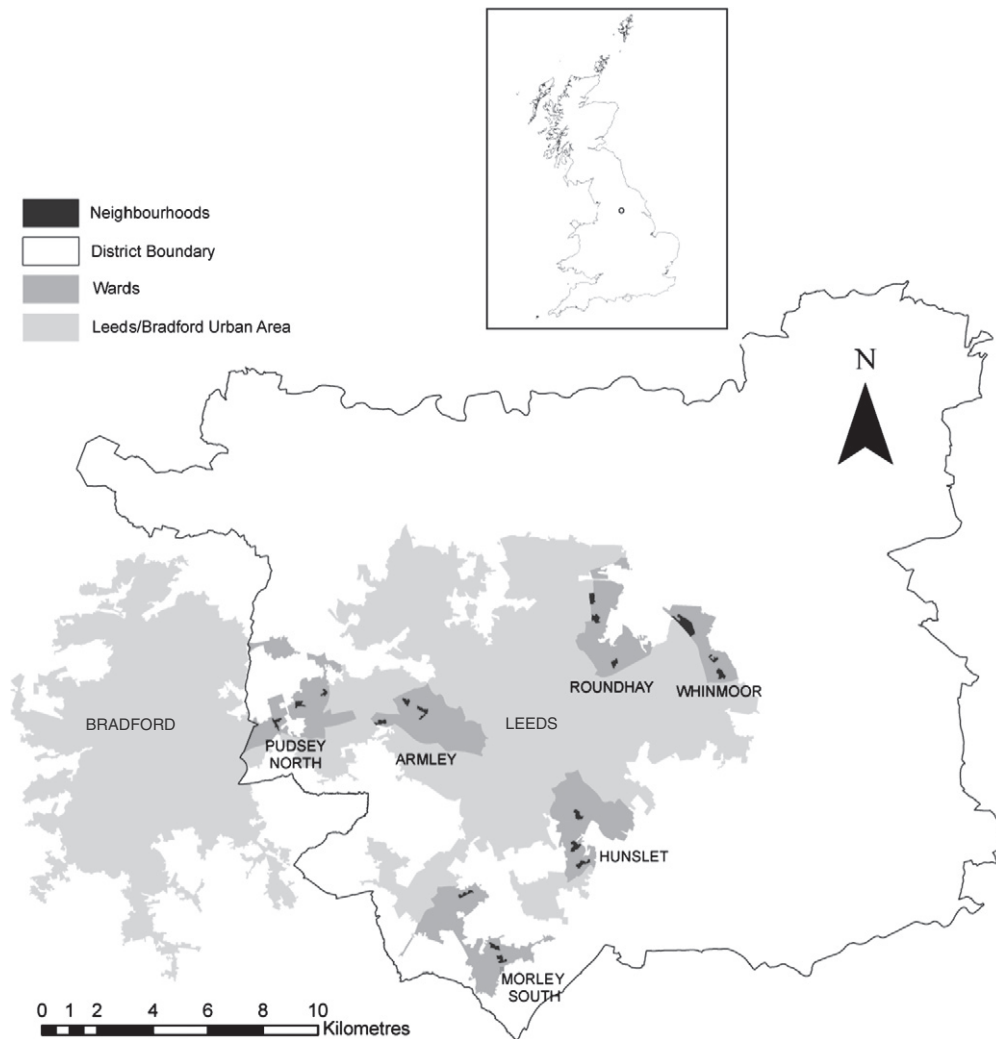 Neighbourhoods
District Boundary
Wards
Leeds/Bradford Urban Area
N
ROUNDHAY
WHINMOOR
BRADFORD
LEEDS
PUDSEY
NORTH
ARMLEY
HUNSLET
MORLEY
SOUTH
0 1 2 4 6 8 10
Kilometres